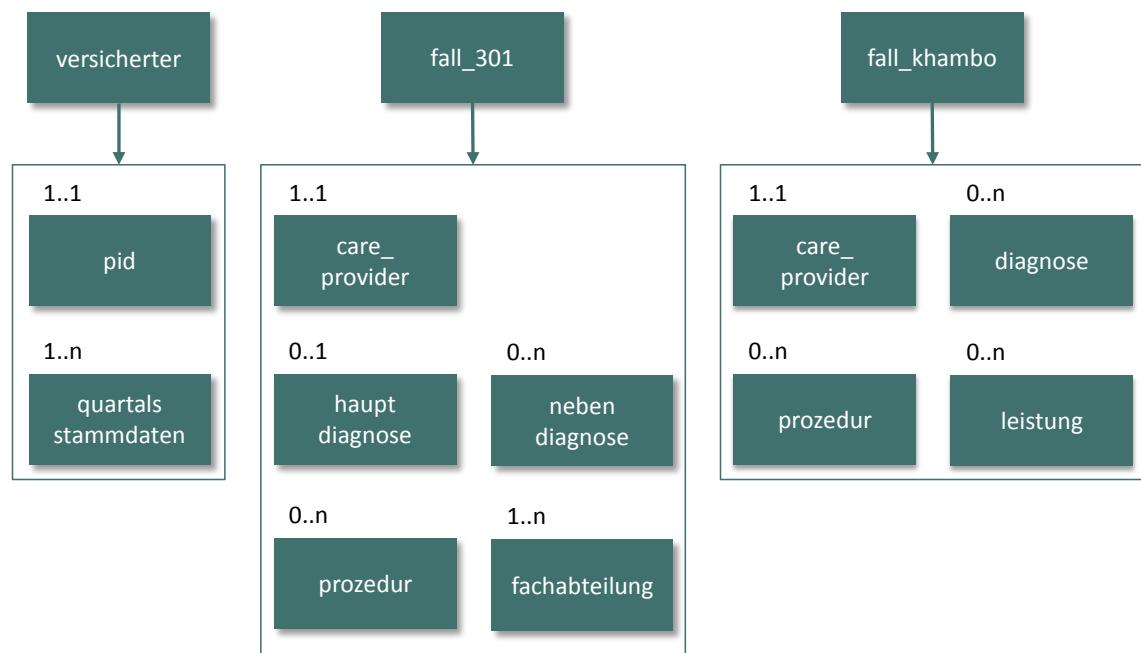 versicherter
fall_301
fall_khambo
1..1
pid
1..n
quartals
stammdaten
1..1
care_
provider
0..1
haupt
diagnose
0..n
neben
diagnose
0..n
prozedur
1..n
fachabteilung
1..1
care_
provider
0..n
diagnose
0..n
prozedur
0..n
leistung